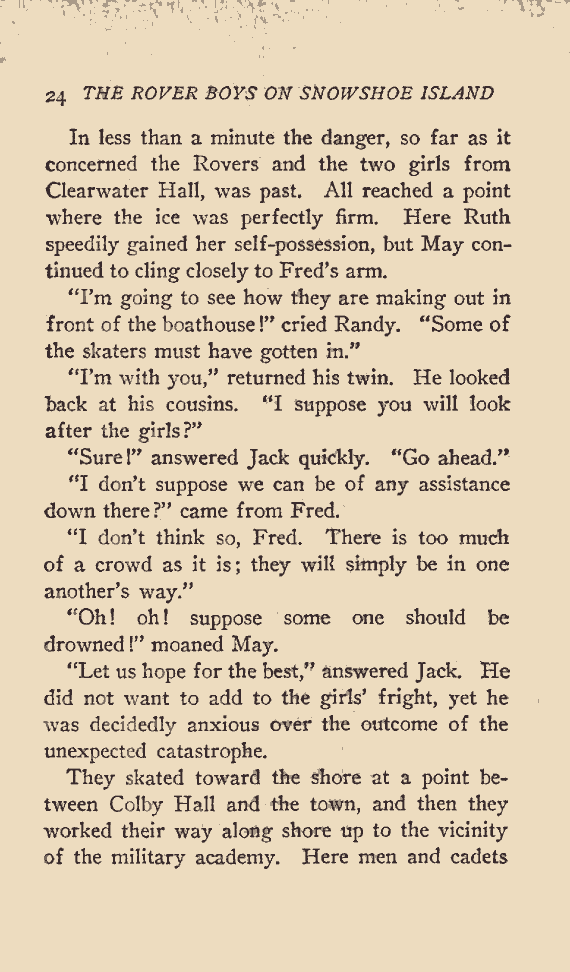 24 THE ROVER BOYS ON SNOWSHOE ISLAND
In less than a minute the danger, so far as it
concerned the Rovers and the two girls from
Clearwater Hall, was past. All reached a point
where the ice was perfectly firm. Here Ruth
speedily gained her self-possession, but May con-
tinued to cling closely to Fred's arm.
"I'm going to see how they are making out in
front of the boathouse!" cried Randy. "Some of
the skaters must have gotten in."
"I'm with you," returned his twin. He looked
back at his cousins. "I suppose you will look
after the girls?"
"Sure!" answered Jack quickly. "Go ahead."
"I don't suppose we can be of any assistance
down there?" came from Fred.
"I don't think so, Fred. There is too much
of a crowd as it is; they will simply be in one
another's way."
"Oh! oh! suppose some one should be
drowned!" moaned May.
"Let us hope for the best," answered Jack. He
did not want to add to the girls' fright, yet he
was decidedly anxious over the outcome of the
unexpected catastrophe.
They skated toward the shore at a point be-
tween Colby Hall and the town, and then they
worked their way along shore up to the vicinity
of the military academy. Here men and cadets